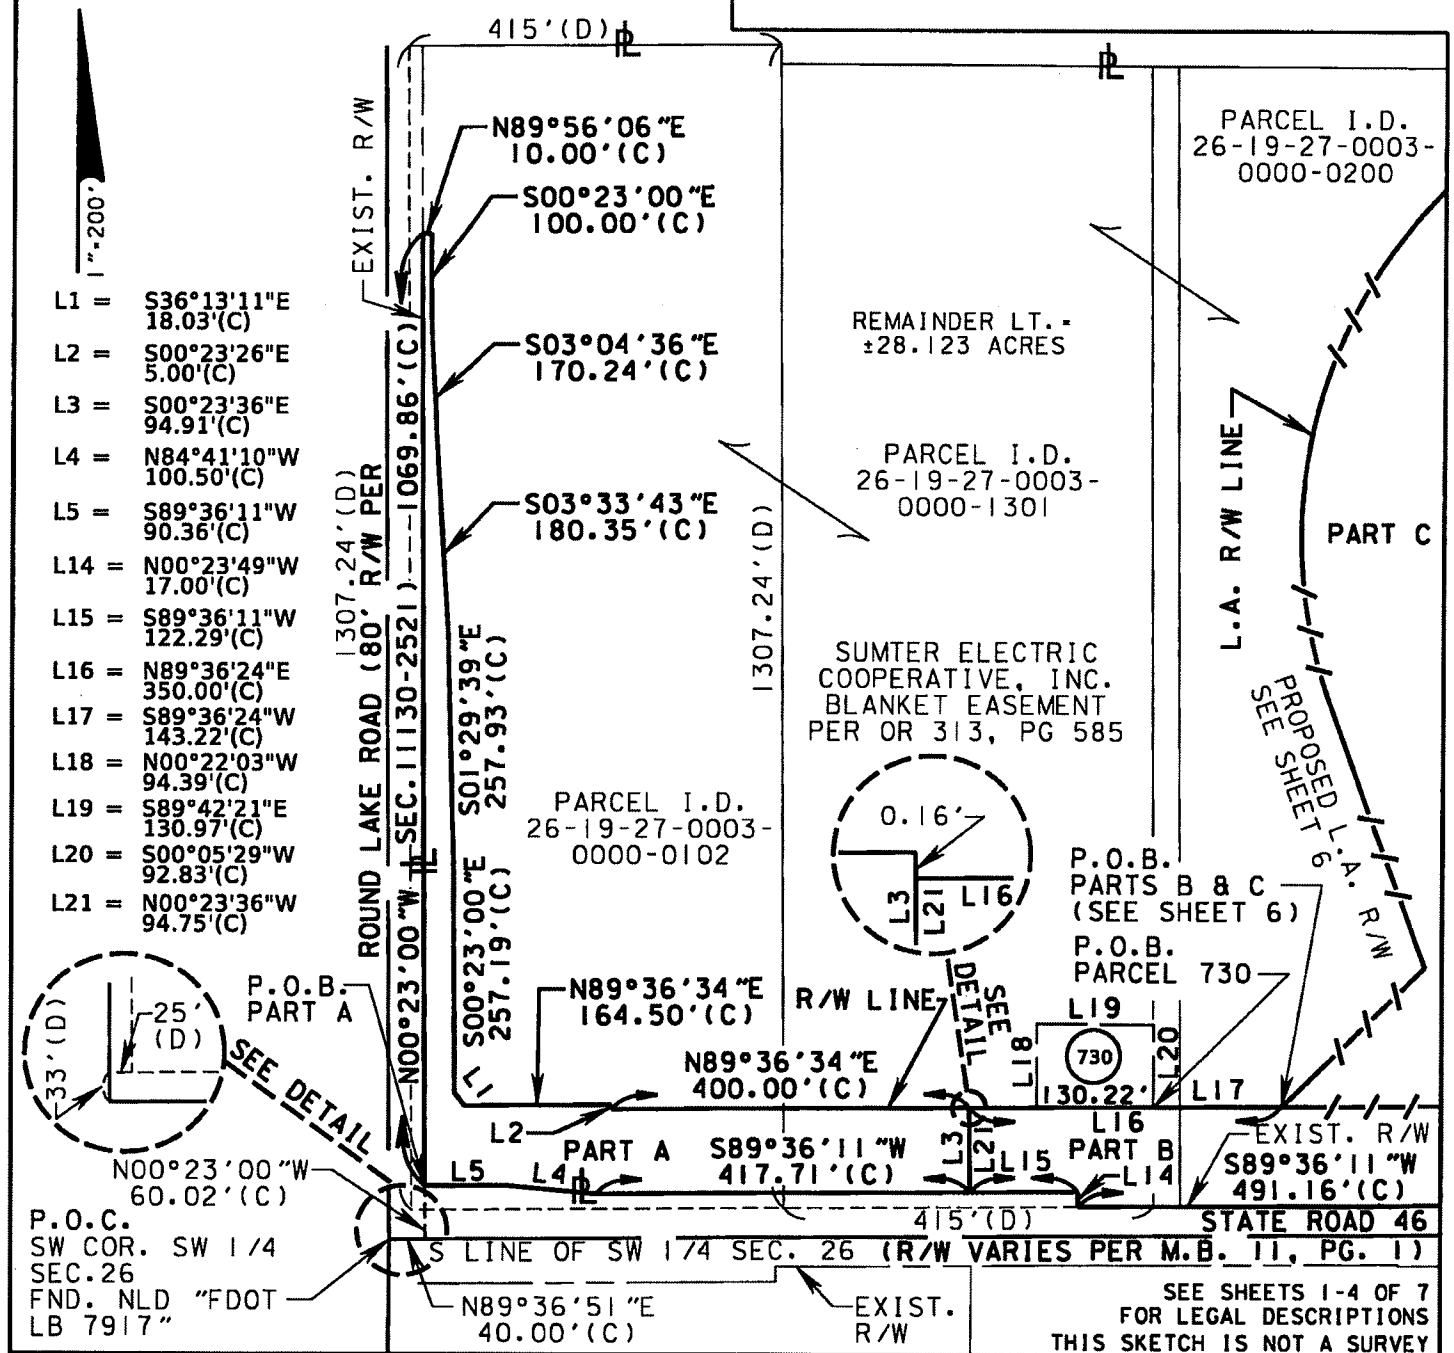 415'(D)
PL
PL
1"=200'
EXIST. R/W
N89°56'06"E
10.00'(C)
S00°23'00"E
100.00'(C)
PARCEL I.D.
26-19-27-0003-
0000-0200
L1 = S36°13'11"E
18.03'(C)
L2 = S00°23'26"E
5.00'(C)
L3 = S00°23'36"E
94.91'(C)
L4 = N84°41'10"W
100.50'(C)
L5 = S89°36'11"W
90.36'(C)
L14 = N00°23'49"W
17.00'(C)
L15 = S89°36'11"W
122.29'(C)
L16 = N89°36'24"E
350.00'(C)
L17 = S89°36'24"W
143.22'(C)
L18 = N00°22'03"W
94.39'(C)
L19 = S89°42'21"E
130.97'(C)
L20 = S00°05'29"W
92.83'(C)
L21 = N00°23'36"W
94.75'(C)
S03°04'36"E
170.24'(C)
REMAINDER LT. =
±28.123 ACRES
PARCEL I.D.
26-19-27-0003-
0000-1301
S03°33'43"E
180.35'(C)
1307.24'(D)
ROUND LAKE ROAD (80' R/W PER
SEC.11130-2521)
N00°23'00"W
1069.86'(C)
PL
S01°29'39"E
257.93'(C)
S00°23'00"E
257.19'(C)
1307.24'(D)
L.A. R/W LINE
PART C
PROPOSED L.A. R/W
SEE SHEET 6
SUMTER ELECTRIC
COOPERATIVE, INC.
BLANKET EASEMENT
PER OR 313, PG 585
PARCEL I.D.
26-19-27-0003-
0000-0102
0.16'
L3
L21
L16
SEE
DETAIL
P.O.B.
PARTS B & C
(SEE SHEET 6)
P.O.B.
PARCEL 730
33'(D)
25'
(D)
SEE DETAIL
P.O.B.
PART A
L1
N89°36'34"E
164.50'(C)
R/W LINE
N89°36'34"E
400.00'(C)
L18
L19
730
130.22'
L20
L17
L16
L2
PART A
S89°36'11"W
417.71'(C)
L3
L21
L15
PART B
L14
EXIST. R/W
S89°36'11"W
491.16'(C)
L5
L4
PL
N00°23'00"W
60.02'(C)
415'(D)
STATE ROAD 46
P.O.C.
SW COR. SW 1/4
SEC.26
FND. NLD "FDOT
LB 7917"
S LINE OF SW 1/4 SEC. 26 (R/W VARIES PER M.B. 11, PG. 1)
N89°36'51"E
40.00'(C)
EXIST.
R/W
SEE SHEETS 1-4 OF 7
FOR LEGAL DESCRIPTIONS
THIS SKETCH IS NOT A SURVEY